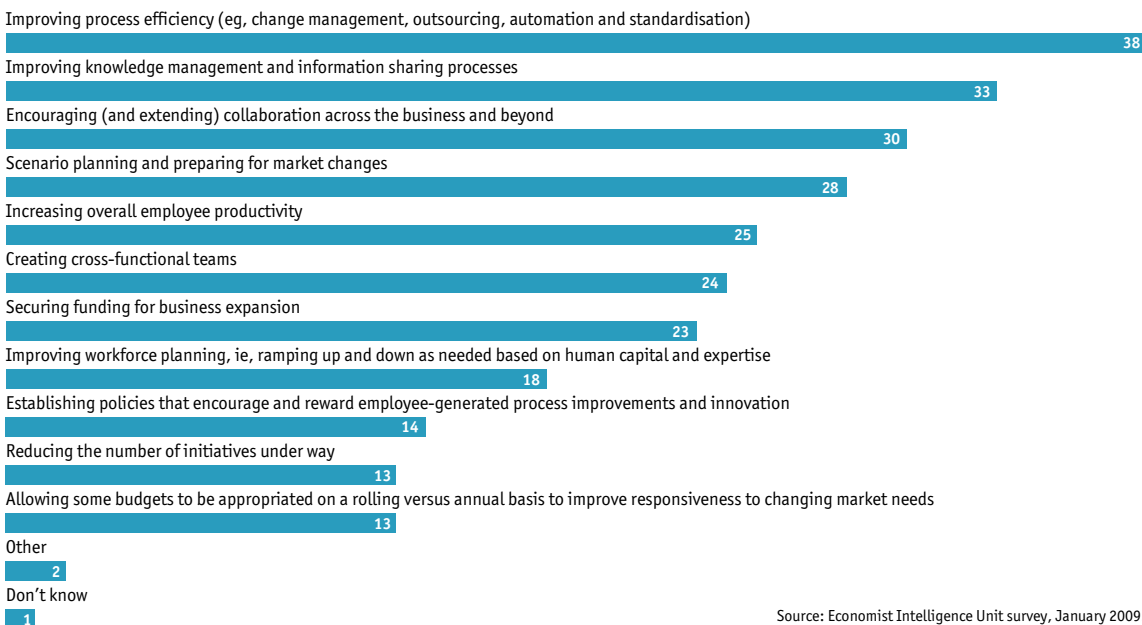 Improving process efficiency (eg, change management, outsourcing, automation and standardisation)
38
Improving knowledge management and information sharing processes
33
Encouraging (and extending) collaboration across the business and beyond
30
Scenario planning and preparing for market changes
28
Increasing overall employee productivity
25
Creating cross-functional teams
24
Securing funding for business expansion
23
Improving workforce planning, ie, ramping up and down as needed based on human capital and expertise
18
Establishing policies that encourage and reward employee-generated process improvements and innovation
14
Reducing the number of initiatives under way
13
Allowing some budgets to be appropriated on a rolling versus annual basis to improve responsiveness to changing market needs
13
Other
2
Don’t know
1
Source: Economist Intelligence Unit survey, January 2009